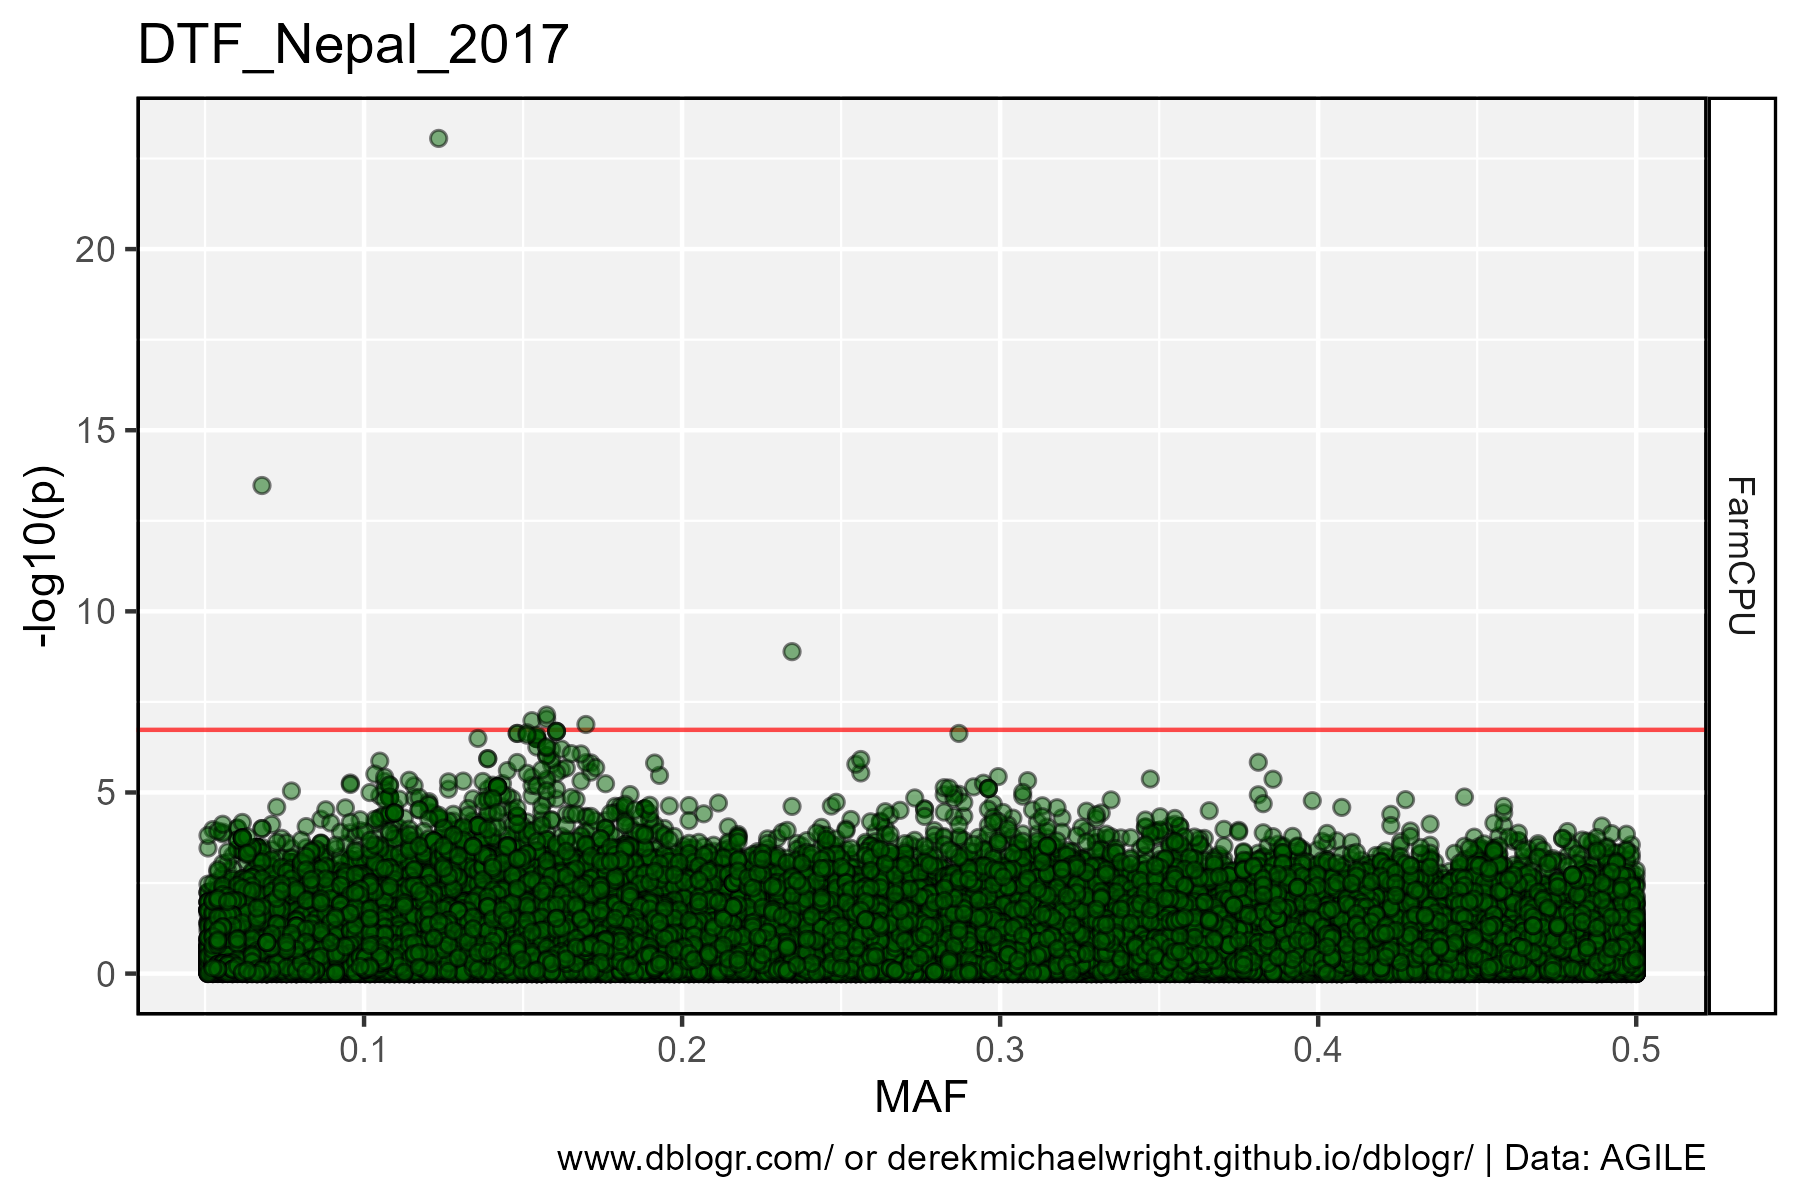 DTF_Nepal_2017
-log10(p)
20
15
10
5
0
FarmCPU
0.1 0.2 0.3 0.4 0.5
MAF
www.dblogr.com/ or derekmichaelwright.github.io/dblogr/ | Data: AGILE